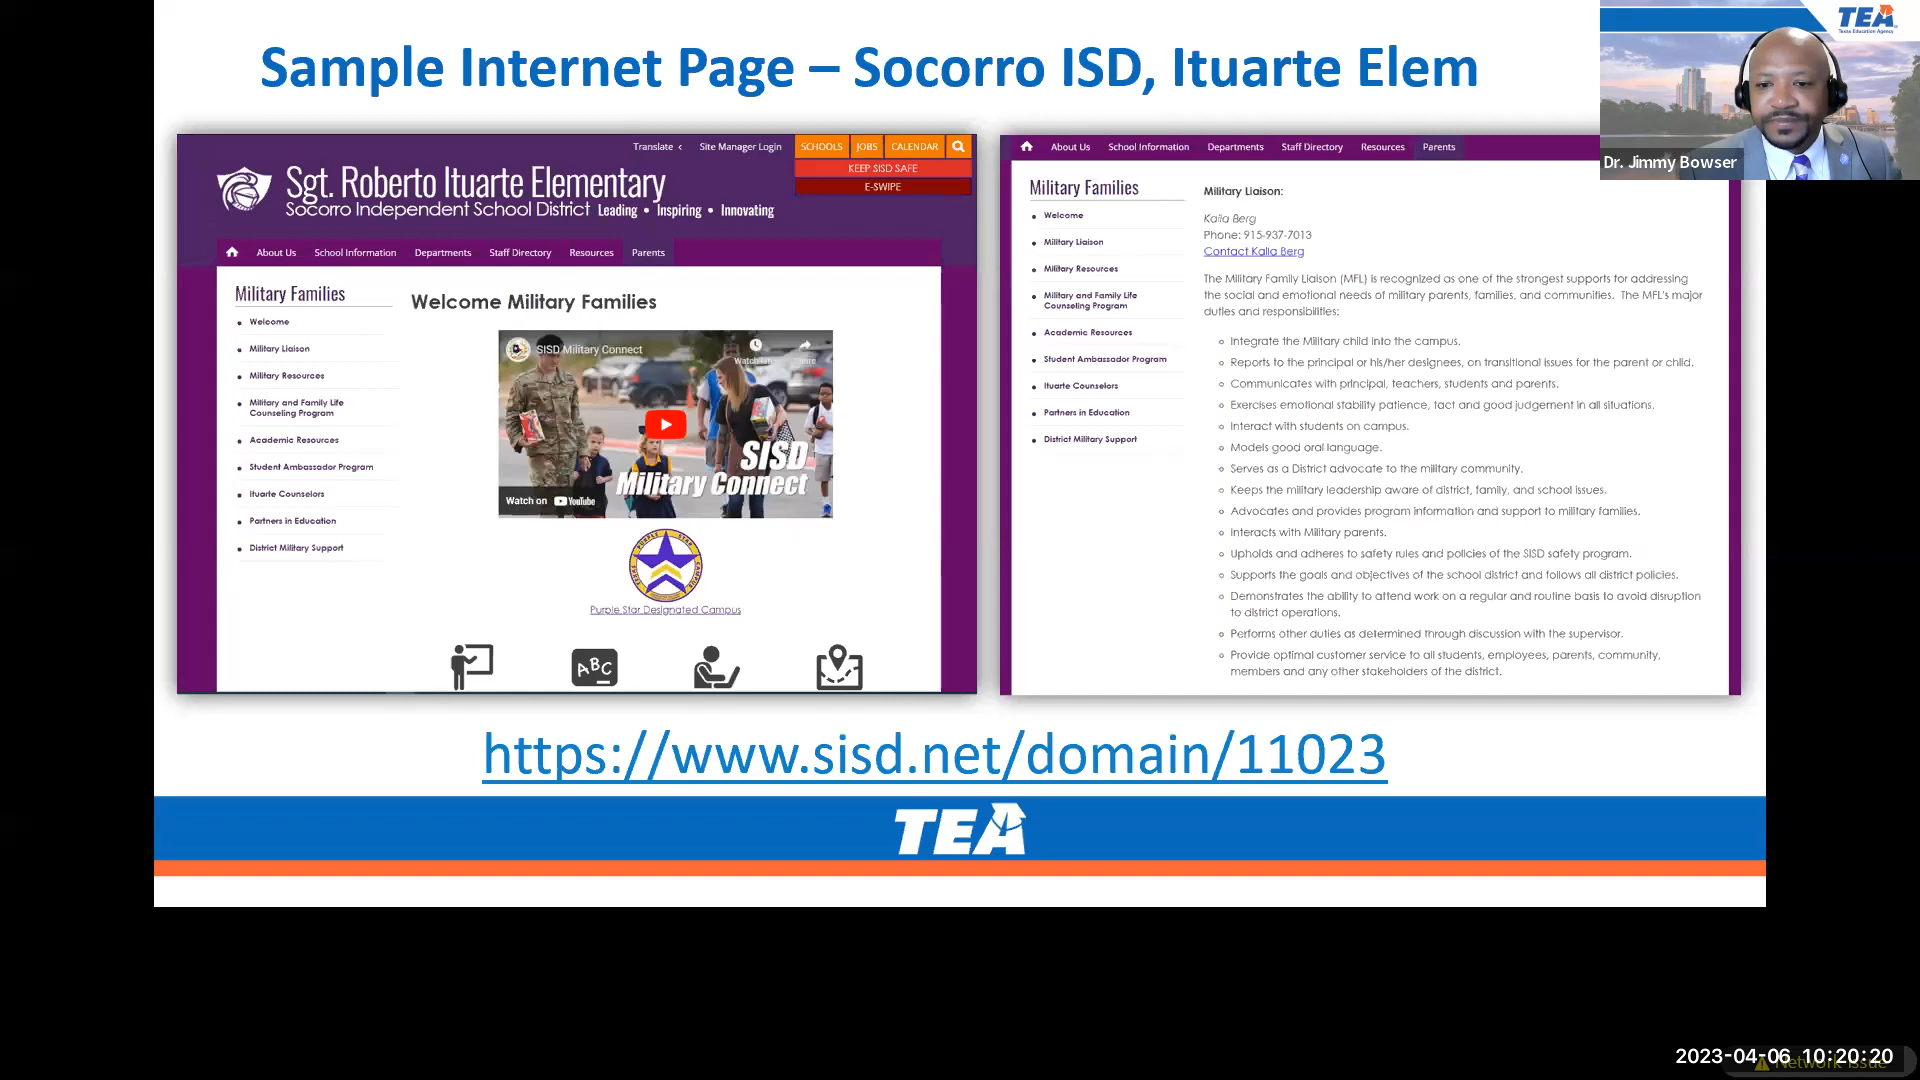 Sample Internet Page – Socorro ISD, Ituarte Elem
TEA
Texas Education Agency
Dr. Jimmy Bowser
Translate
Site Manager Login
SCHOOLS
JOBS
CALENDAR
KEEP SISD SAFE
E-SWIPE
Sgt. Roberto Ituarte Elementary
Socorro Independent School District Leading • Inspiring • Innovating
About Us
School Information
Departments
Staff Directory
Resources
Parents
Military Families
Welcome
Military Liaison
Military Resources
Military and Family Life
Counseling Program
Academic Resources
Student Ambassador Program
Ituarte Counselors
Partners in Education
District Military Support
Welcome Military Families
SISD Military Connect
SISD
Military Connect
Watch on YouTube
Purple Star Designated Campus
ABC
About Us
School Information
Departments
Staff Directory
Resources
Parents
Military Families
Welcome
Military Liaison
Military Resources
Military and Family Life
Counseling Program
Academic Resources
Student Ambassador Program
Ituarte Counselors
Partners in Education
District Military Support
Military Liaison:
Kalia Berg
Phone: 915-937-7013
Contact Kalia Berg
The Military Family Liaison (MFL) is recognized as one of the strongest supports for addressing
the social and emotional needs of military parents, families, and communities. The MFL's major
duties and responsibilities:
Integrate the Military child into the campus.
Reports to the principal or his/her designees, on transitional issues for the parent or child.
Communicates with principal, teachers, students and parents.
Exercises emotional stability patience, tact and good judgement in all situations.
Interact with students on campus.
Models good oral language.
Serves as a District advocate to the military community.
Keeps the military leadership aware of district, family, and school issues.
Advocates and provides program information and support to military families.
Interacts with Military parents.
Upholds and adheres to safety rules and policies of the SISD safety program.
Supports the goals and objectives of the school district and follows all district policies.
Demonstrates the ability to attend work on a regular and routine basis to avoid disruption
to district operations.
Performs other duties as determined through discussion with the supervisor.
Provide optimal customer service to all students, employees, parents, community,
members and any other stakeholders of the district.
https://www.sisd.net/domain/11023
TEA
2023-04-06 10:20:20
Network Issue